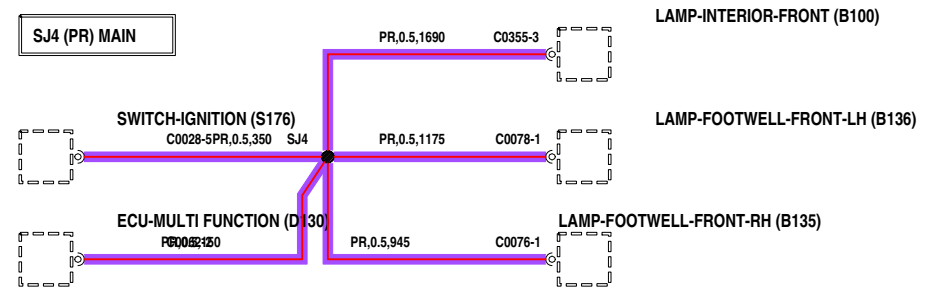 LAMP-INTERIOR-FRONT (B100)
SJ4 (PR) MAIN
PR,0.5,1690 C0355-3
SWITCH-IGNITION (S176)
LAMP-FOOTWELL-FRONT-LH (B136)
C0028-5PR,0.5,350 SJ4 PR,0.5,1175 C0078-1
ECU-MULTI FUNCTION (D130)
LAMP-FOOTWELL-FRONT-RH (B135)
PR,0.5,945 C0076-1